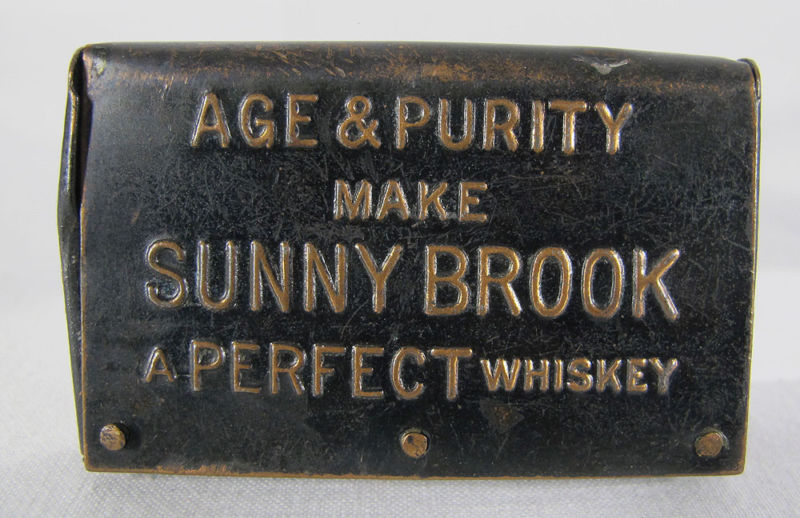 AGE & PURITY
MAKE
SUNNY BROOK
A PERFECT WHISKEY